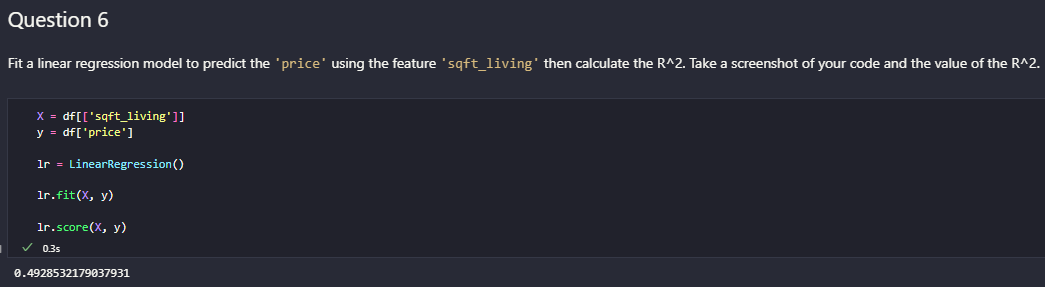 Question 6
Fit a linear regression model to predict the 'price' using the feature 'sqft_living' then calculate the R^2. Take a screenshot of your code and the value of the R^2.
X = df[['sqft_living']]
y = df['price']
lr = LinearRegression()
lr.fit(X, y)
lr.score(X, y)
✓ 0.3s
0.4928532179037931